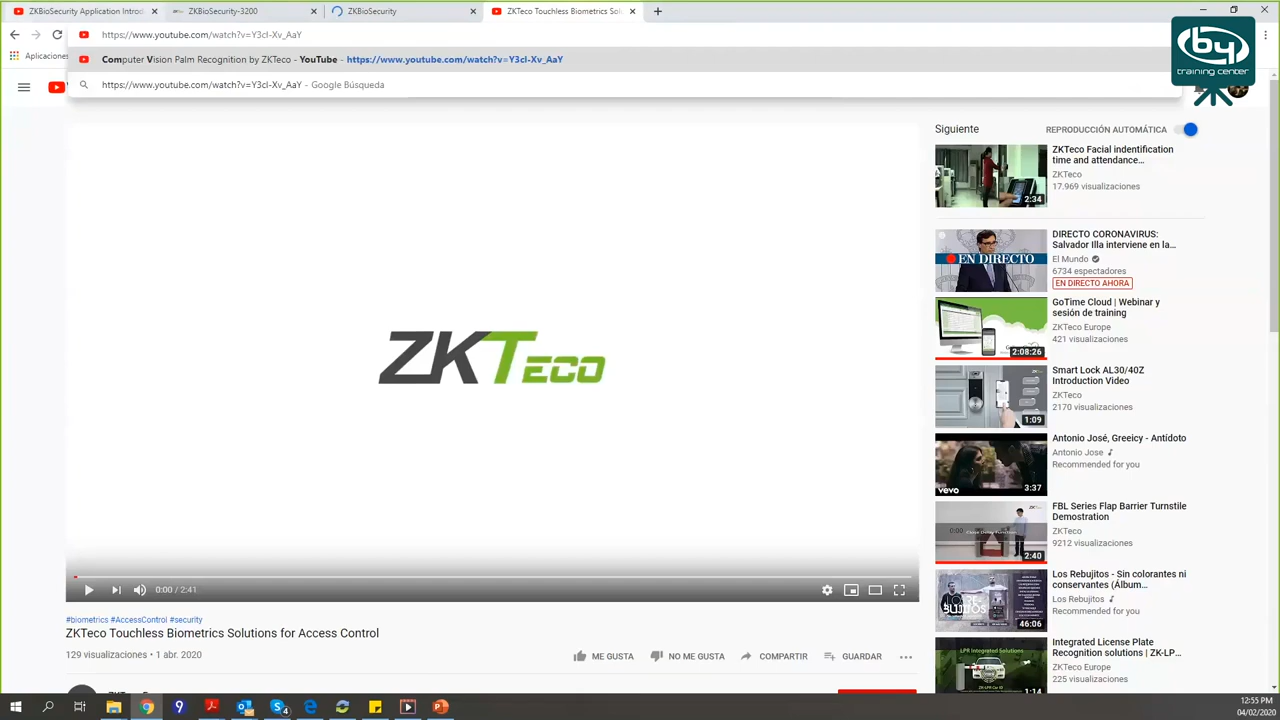 ZKBioSecurity Application Introd
ZKBioSecurity-3200
ZKBioSecurity
ZKTeco Touchless Biometrics Sol
by
training center
https://www.youtube.com/watch?v=Y3cI-Xv_AaY
Aplicaciones
Computer Vision Palm Recognition by ZKTeco - YouTube - https://www.youtube.com/watch?v=Y3cI-Xv_AaY
https://www.youtube.com/watch?v=Y3cI-Xv_AaY - Google Búsqueda
Siguiente
REPRODUCCIÓN AUTOMÁTICA
ZKTeco Facial indentification
time and attendance...
ZKTeco
17.969 visualizaciones
2:34
DIRECTO CORONAVIRUS:
Salvador Illa interviene en la...
El Mundo
6734 espectadores
EN DIRECTO AHORA
EN DIRECTO
GoTime Cloud | Webinar y
sesión de training
ZKTeco Europe
421 visualizaciones
2:08:26
Smart Lock AL30/40Z
Introduction Video
ZKTeco
2170 visualizaciones
1:09
Antonio José, Greeicy - Antídoto
Antonio Jose
Recommended for you
vevo
3:37
FBL Series Flap Barrier Turnstile
Demostration
ZKTeco
9212 visualizaciones
2:40
Los Rebujitos - Sin colorantes ni
conservantes (Álbum...
Los Rebujitos
Recommended for you
46:06
Integrated License Plate
Recognition solutions | ZK-LP...
ZKTeco Europe
225 visualizaciones
LPR Integrated Solutions
1:14
ZKTeco
0:00 / 2:41
#biometrics #AccessControl #security
ZKTeco Touchless Biometrics Solutions for Access Control
129 visualizaciones • 1 abr. 2020
ME GUSTA
NO ME GUSTA
COMPARTIR
GUARDAR
12:55 PM
04/02/2020